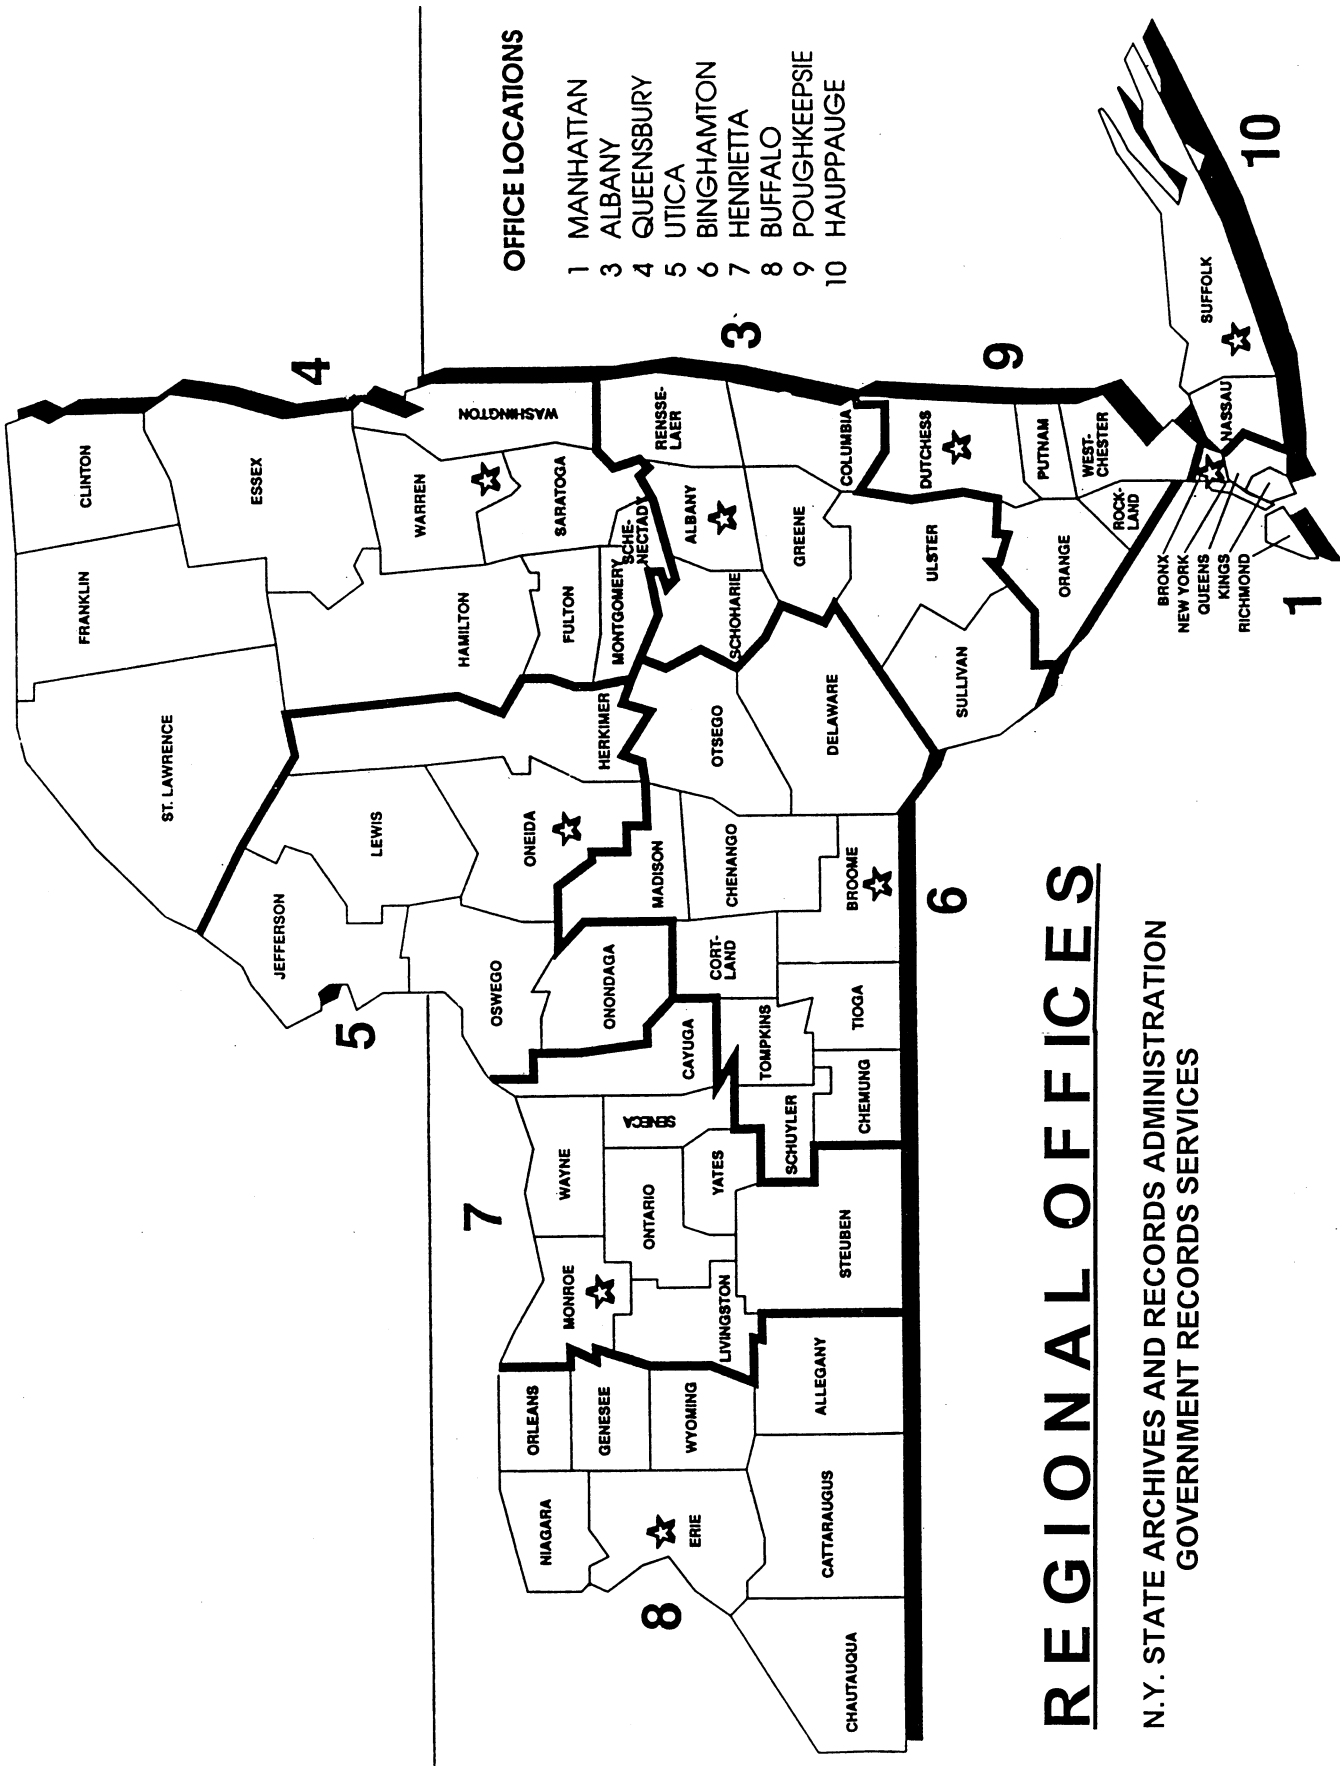 OFFICE LOCATIONS
1 MANHATTAN
3 ALBANY
4 QUEENSBURY
5 UTICA
6 BINGHAMTON
7 HENRIETTA
8 BUFFALO
9 POUGHKEEPSIE
10 HAUPPAUGE
CLINTON
FRANKLIN
ST. LAWRENCE
ESSEX
4
JEFFERSON
LEWIS
HERKIMER
HAMILTON
WARREN
WASHINGTON
5
OSWEGO
ONEIDA
FULTON
SARATOGA
MONTGOMERY
SCHE-
NECTADY
RENSSE-
LAER
3
7
NIAGARA
ORLEANS
MONROE
WAYNE
GENESEE
ONTARIO
SENECA
CAYUGA
ONONDAGA
MADISON
OTSEGO
SCHOHARIE
ALBANY
8
ERIE
WYOMING
LIVINGSTON
YATES
TOMPKINS
CORT-
LAND
CHENANGO
DELAWARE
GREENE
COLUMBIA
CHAUTAUQUA
CATTARAUGUS
ALLEGANY
STEUBEN
SCHUYLER
CHEMUNG
TIOGA
BROOME
6
SULLIVAN
ULSTER
DUTCHESS
9
ORANGE
PUTNAM
ROCK-
LAND
WEST-
CHESTER
BRONX
NEW YORK
QUEENS
KINGS
RICHMOND
1
NASSAU
SUFFOLK
10
REGIONAL OFFICES
N.Y. STATE ARCHIVES AND RECORDS ADMINISTRATION
GOVERNMENT RECORDS SERVICES